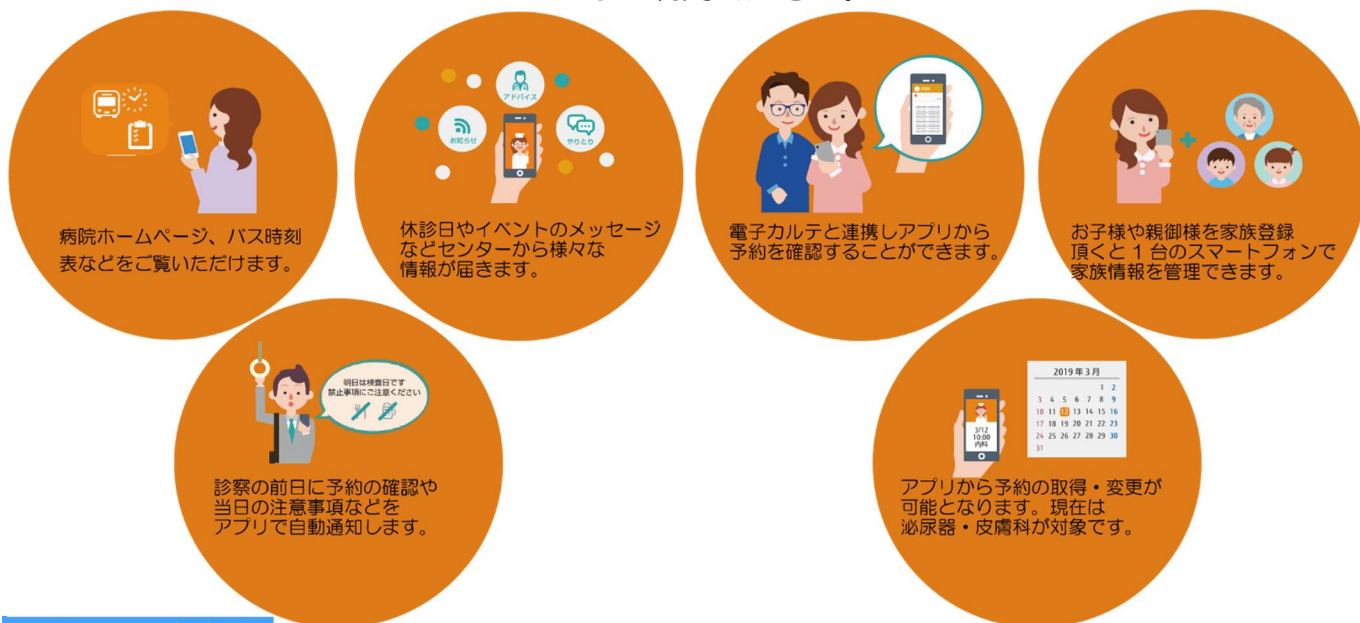 病院ホームページ、バス時刻
表などをご覧いただけます。
アドバイス
お知らせ
やりとり
休診日やイベントのメッセージ
などセンターから様々な
情報が届きます。
電子カルテと連携しアプリから
予約を確認することができます。
お子様や親御様を家族登録
頂くと1台のスマートフォンで
家族情報を管理できます。
明日は検査日です
禁止事項にご注意ください
診察の前日に予約の確認や
当日の注意事項などを
アプリで自動通知します。
3/12
10:00
内科
2019年3月
1 2
3 4 5 6 7 8 9
10 11 12 13 14 15 16
17 18 19 20 21 22 23
24 25 26 27 28 29 30
31
アプリから予約の取得・変更が
可能となります。現在は
泌尿器・皮膚科が対象です。